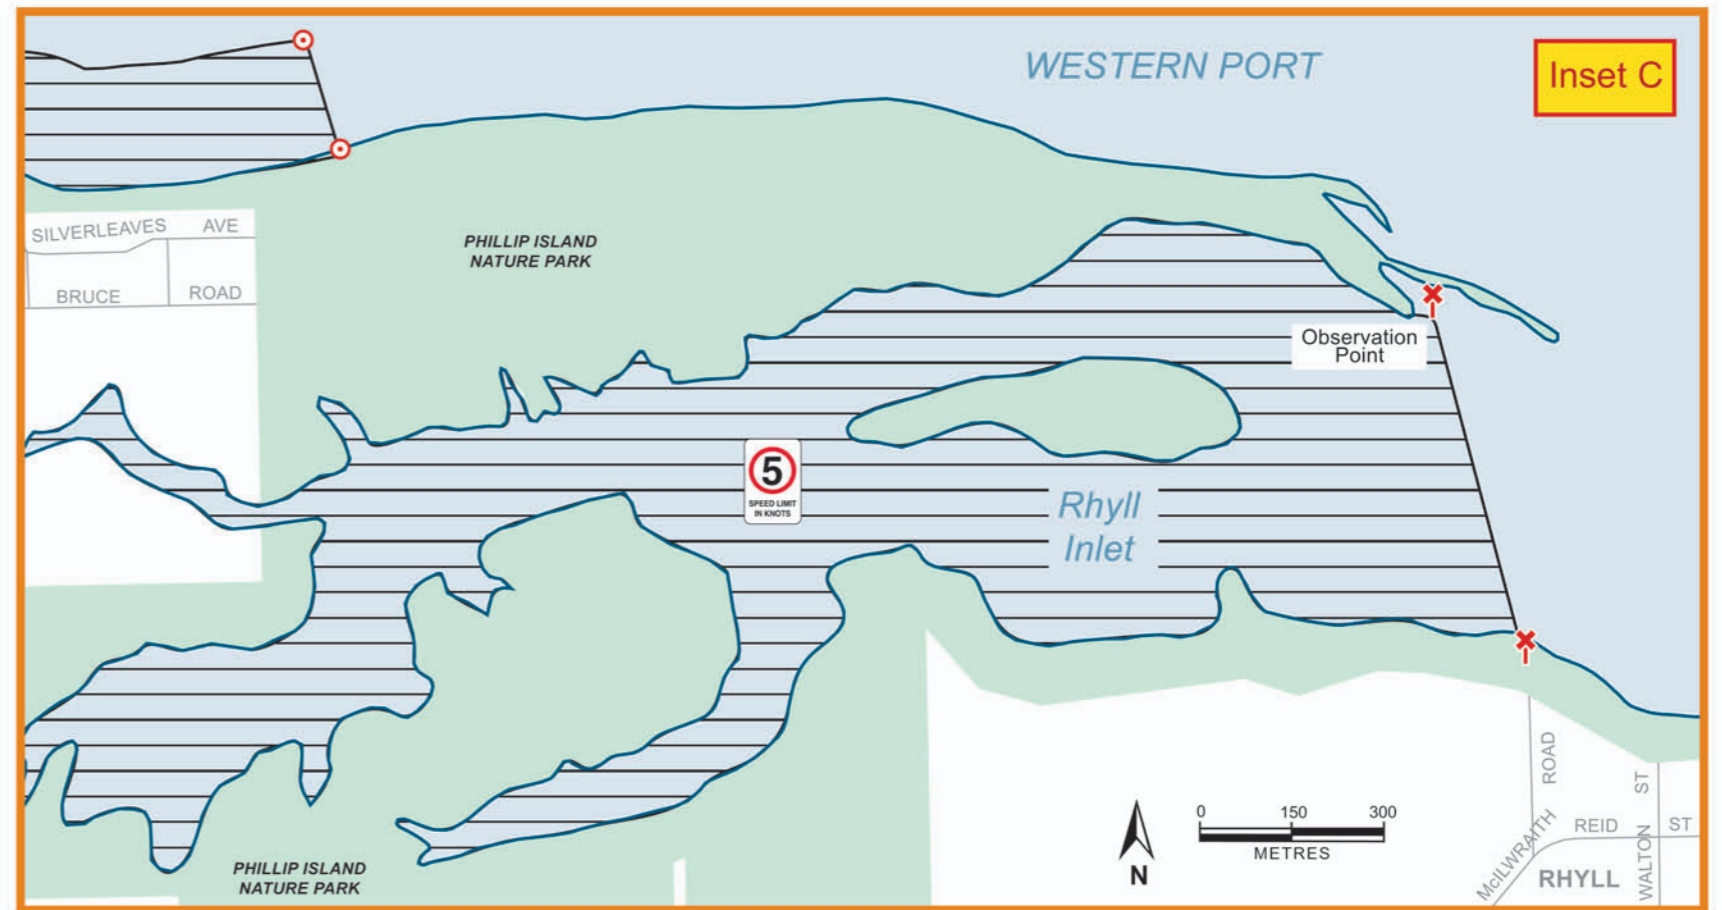 WESTERN PORT
Inset C
SILVERLEAVES AVE
BRUCE ROAD
PHILLIP ISLAND
NATURE PARK
Observation
Point
5
SPEED LIMIT
IN KNOTS
Rhyll
Inlet
ROAD
ST
McILWRAITH
REID ST
WALTON
RHYLL
0 150 300
METRES
N
PHILLIP ISLAND
NATURE PARK